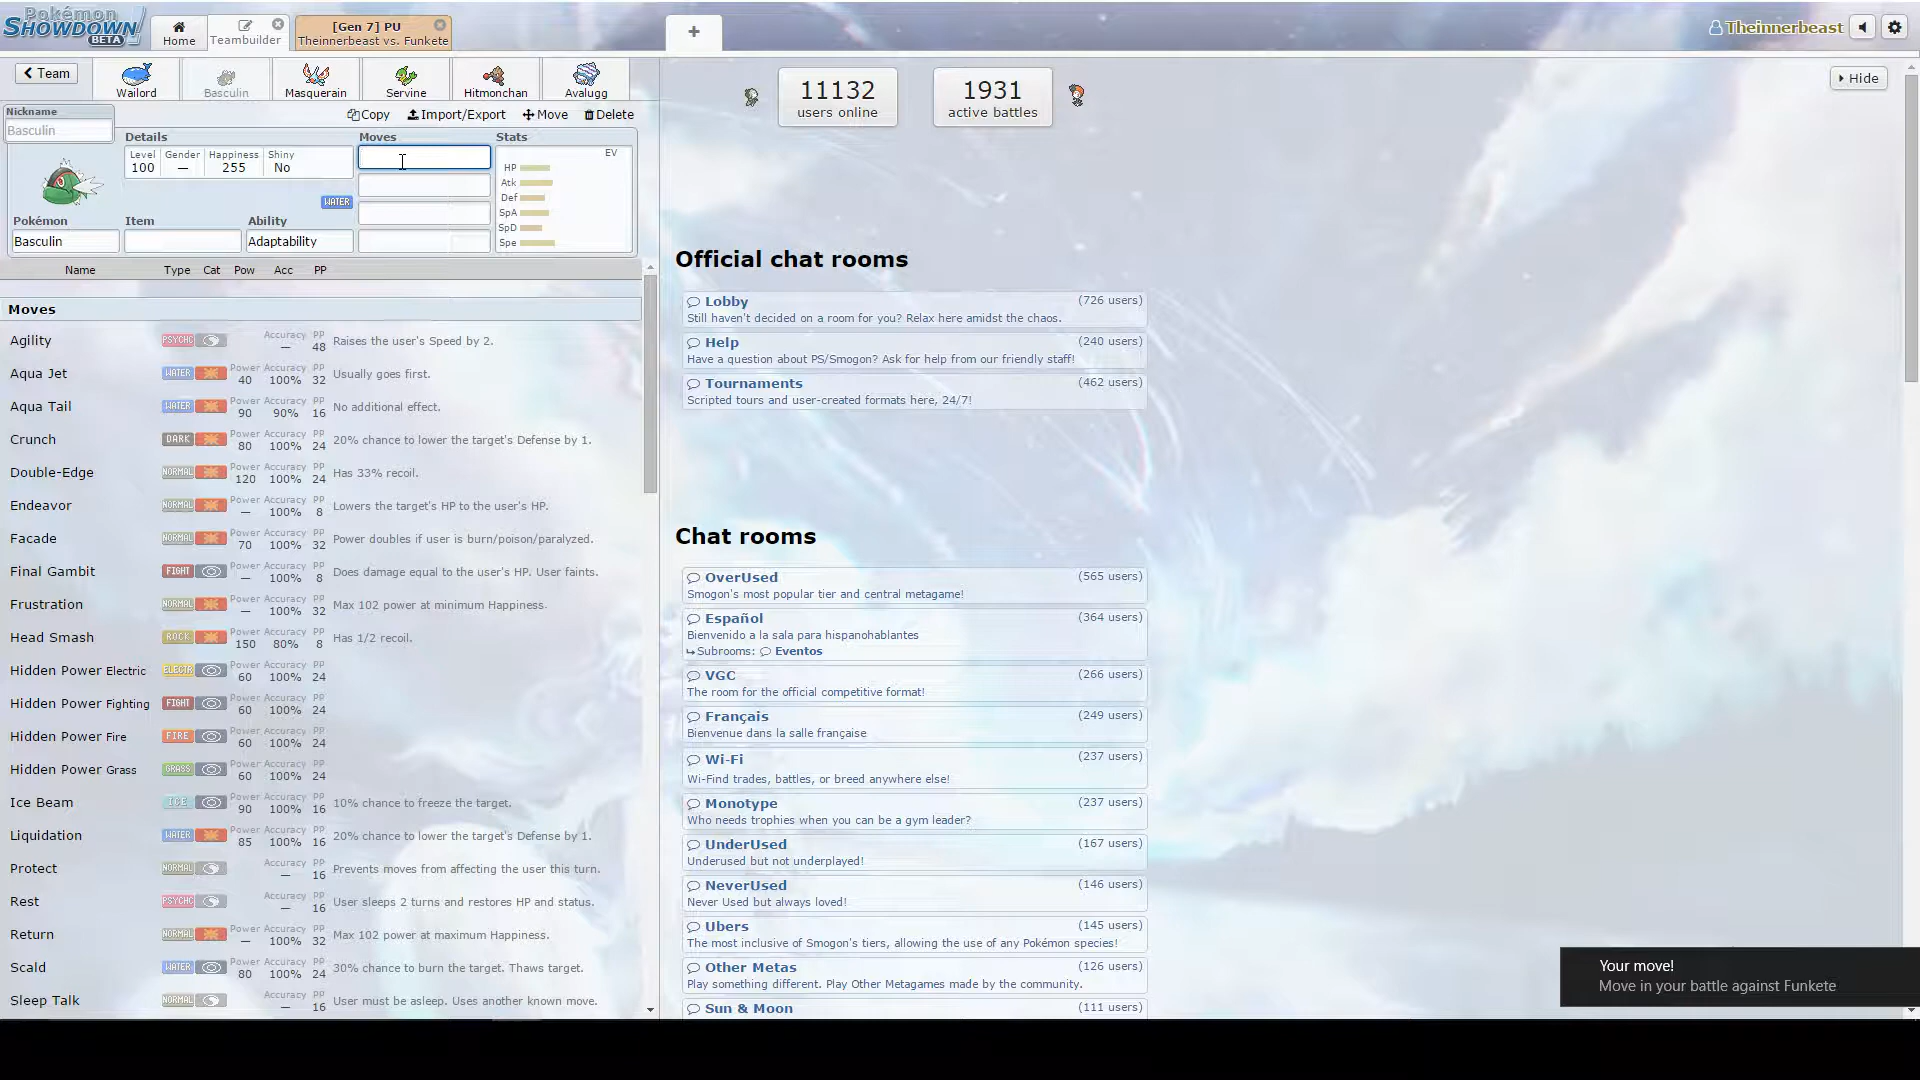 Pokémon
SHOWDOWN!
BETA
Home
Teambuilder
[Gen 7] PU
Theinnerbeast vs. Funkete
+
Theinnerbeast
Team
Wailord
Basculin
Masquerain
Servine
Hitmonchan
Avalugg
Nickname
Basculin
Copy
Import/Export
Move
Delete
Details
Level
100
Gender
—
Happiness
255
Shiny
No
WATER
Pokémon
Basculin
Item
Ability
Adaptability
Moves
Stats
EV
HP
Atk
Def
SpA
SpD
Spe
Name Type Cat Pow Acc PP
Moves
Agility PSYCHC Accuracy — PP 48 Raises the user's Speed by 2.
Aqua Jet WATER Power 40 Accuracy 100% PP 32 Usually goes first.
Aqua Tail WATER Power 90 Accuracy 90% PP 16 No additional effect.
Crunch DARK Power 80 Accuracy 100% PP 24 20% chance to lower the target's Defense by 1.
Double-Edge NORMAL Power 120 Accuracy 100% PP 24 Has 33% recoil.
Endeavor NORMAL Power — Accuracy 100% PP 8 Lowers the target's HP to the user's HP.
Facade NORMAL Power 70 Accuracy 100% PP 32 Power doubles if user is burn/poison/paralyzed.
Final Gambit FIGHT Power — Accuracy 100% PP 8 Does damage equal to the user's HP. User faints.
Frustration NORMAL Power — Accuracy 100% PP 32 Max 102 power at minimum Happiness.
Head Smash ROCK Power 150 Accuracy 80% PP 8 Has 1/2 recoil.
Hidden Power Electric ELECTR Power 60 Accuracy 100% PP 24
Hidden Power Fighting FIGHT Power 60 Accuracy 100% PP 24
Hidden Power Fire FIRE Power 60 Accuracy 100% PP 24
Hidden Power Grass GRASS Power 60 Accuracy 100% PP 24
Ice Beam ICE Power 90 Accuracy 100% PP 16 10% chance to freeze the target.
Liquidation WATER Power 85 Accuracy 100% PP 16 20% chance to lower the target's Defense by 1.
Protect NORMAL Accuracy — PP 16 Prevents moves from affecting the user this turn.
Rest PSYCHC Accuracy — PP 16 User sleeps 2 turns and restores HP and status.
Return NORMAL Power — Accuracy 100% PP 32 Max 102 power at maximum Happiness.
Scald WATER Power 80 Accuracy 100% PP 24 30% chance to burn the target. Thaws target.
Sleep Talk NORMAL Accuracy — PP 16 User must be asleep. Uses another known move.
11132
users online
1931
active battles
Hide
Official chat rooms
Lobby (726 users)
Still haven't decided on a room for you? Relax here amidst the chaos.
Help (240 users)
Have a question about PS/Smogon? Ask for help from our friendly staff!
Tournaments (462 users)
Scripted tours and user-created formats here, 24/7!
Chat rooms
OverUsed (565 users)
Smogon's most popular tier and central metagame!
Español (364 users)
Bienvenido a la sala para hispanohablantes
Subrooms: Eventos
VGC (266 users)
The room for the official competitive format!
Français (249 users)
Bienvenue dans la salle française
Wi-Fi (237 users)
Wi-Find trades, battles, or breed anywhere else!
Monotype (237 users)
Who needs trophies when you can be a gym leader?
UnderUsed (167 users)
Underused but not underplayed!
NeverUsed (146 users)
Never Used but always loved!
Ubers (145 users)
The most inclusive of Smogon's tiers, allowing the use of any Pokémon species!
Other Metas (126 users)
Play something different. Play Other Metagames made by the community.
Sun & Moon (111 users)
Your move!
Move in your battle against Funkete